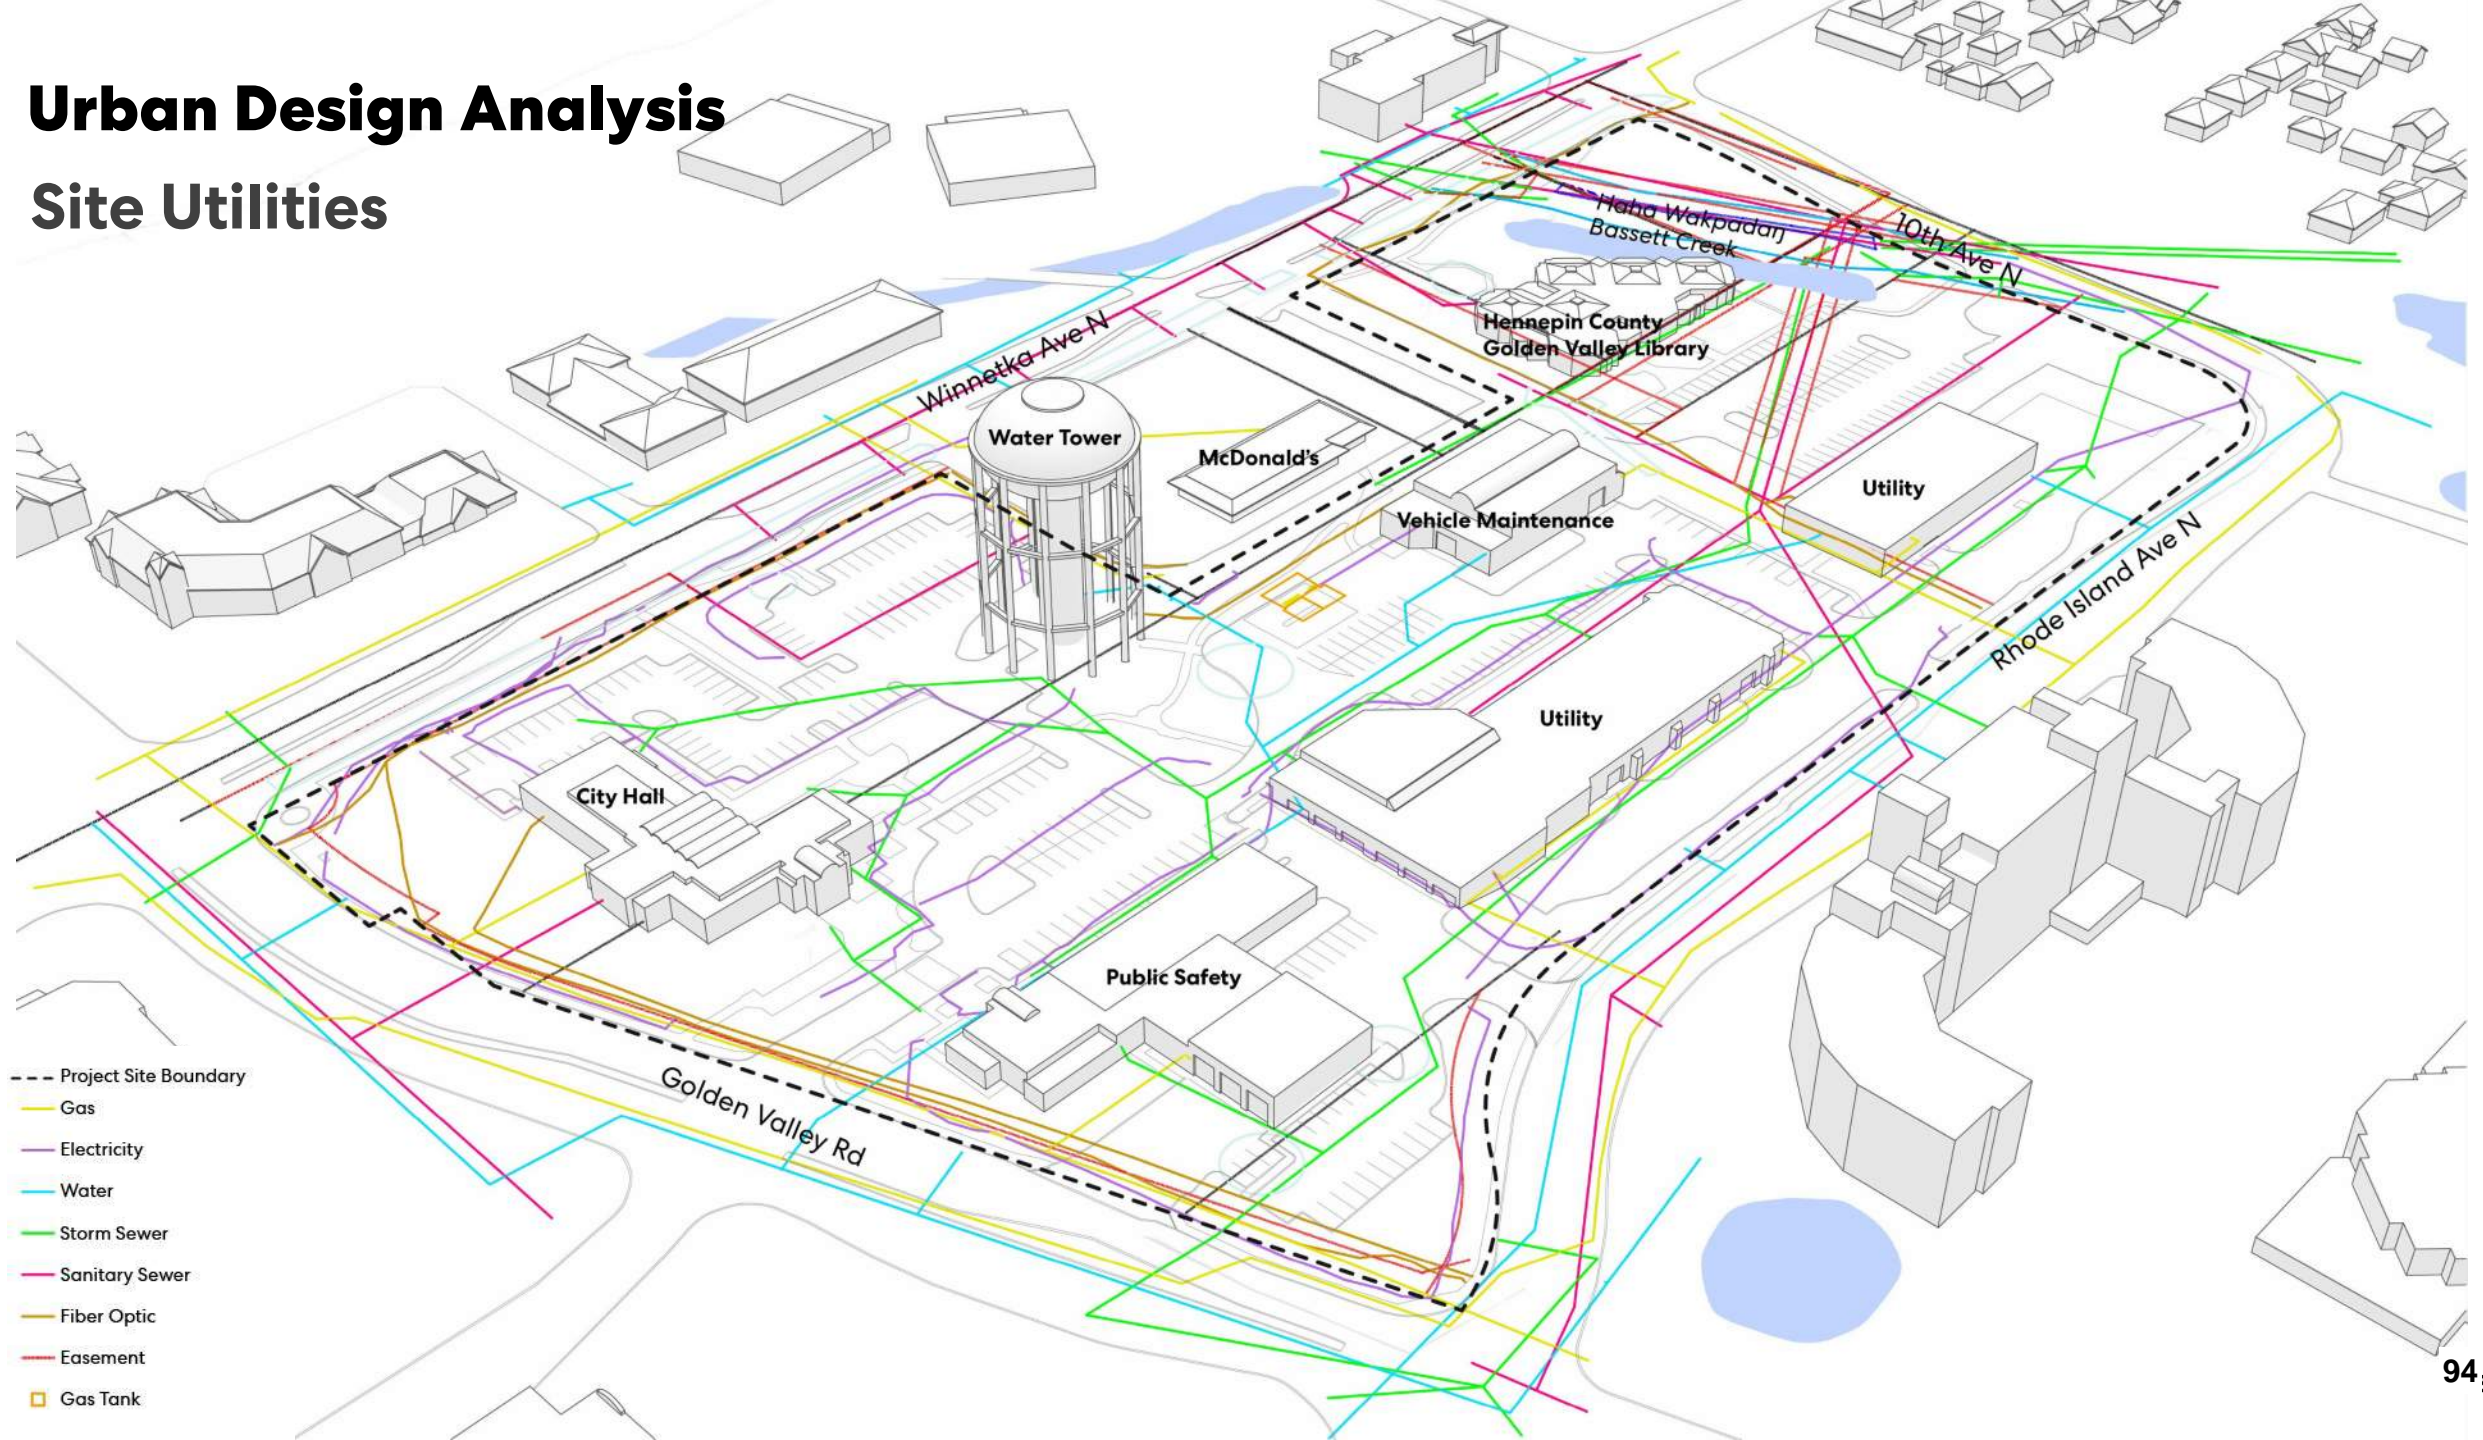 Urban Design Analysis
Site Utilities
Haha Wakpadaŋ
Bassett Creek
10th Ave N
Hennepin County
Golden Valley Library
Winnetka Ave N
Water Tower
McDonald's
Utility
Vehicle Maintenance
Rhode Island Ave N
Utility
City Hall
Public Safety
Golden Valley Rd
Project Site Boundary
Gas
Electricity
Water
Storm Sewer
Sanitary Sewer
Fiber Optic
Easement
Gas Tank
94